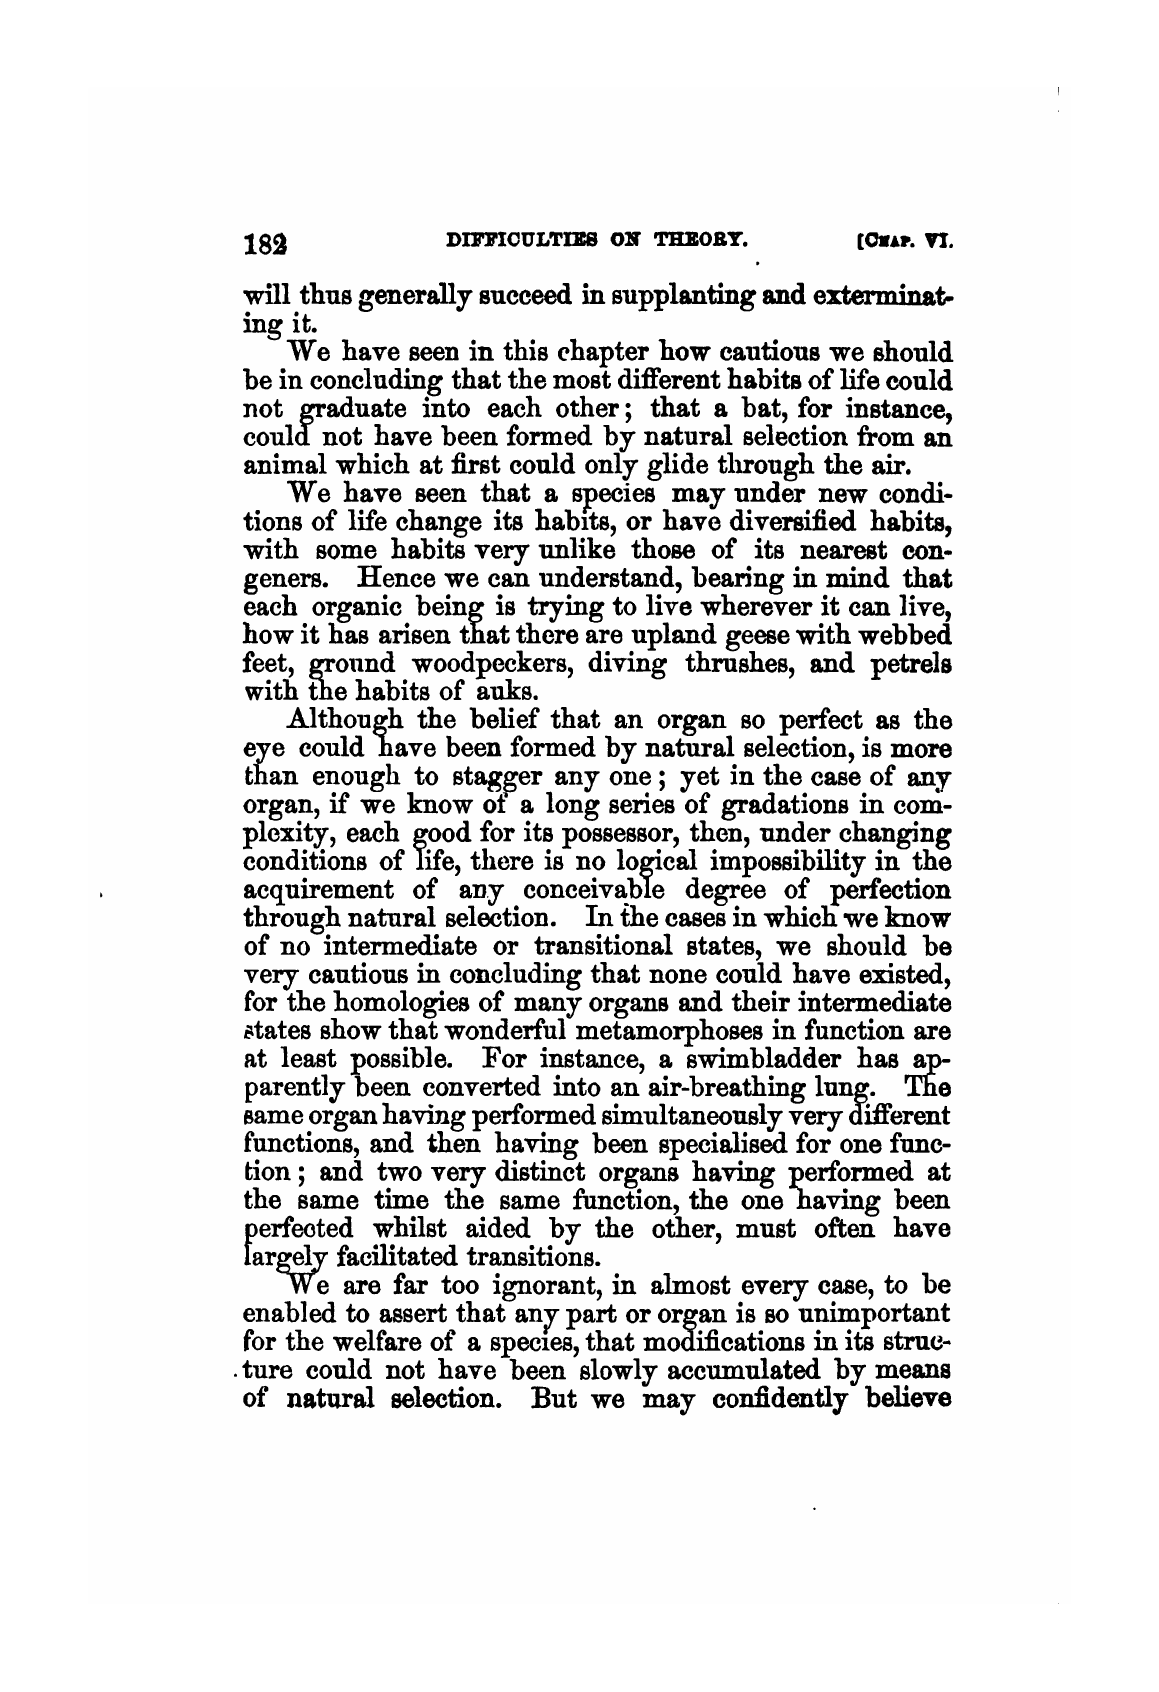 182 DIFFICULTIES ON THEORY. [CHAP. VI.
will thus generally succeed in supplanting and exterminat-
ing it.
We have seen in this chapter how cautious we should
be in concluding that the most different habits of life could
not graduate into each other; that a bat, for instance,
could not have been formed by natural selection from an
animal which at first could only glide through the air.
We have seen that a species may under new condi-
tions of life change its habits, or have diversified habits,
with some habits very unlike those of its nearest con-
geners. Hence we can understand, bearing in mind that
each organic being is trying to live wherever it can live,
how it has arisen that there are upland geese with webbed
feet, ground woodpeckers, diving thrushes, and petrels
with the habits of auks.
Although the belief that an organ so perfect as the
eye could have been formed by natural selection, is more
than enough to stagger any one; yet in the case of any
organ, if we know of a long series of gradations in com-
plexity, each good for its possessor, then, under changing
conditions of life, there is no logical impossibility in the
acquirement of any conceivable degree of perfection
through natural selection. In the cases in which we know
of no intermediate or transitional states, we should be
very cautious in concluding that none could have existed,
for the homologies of many organs and their intermediate
states show that wonderful metamorphoses in function are
at least possible. For instance, a swimbladder has ap-
parently been converted into an air-breathing lung. The
same organ having performed simultaneously very different
functions, and then having been specialised for one func-
tion; and two very distinct organs having performed at
the same time the same function, the one having been
perfected whilst aided by the other, must often have
largely facilitated transitions.
We are far too ignorant, in almost every case, to be
enabled to assert that any part or organ is so unimportant
for the welfare of a species, that modifications in its struc-
ture could not have been slowly accumulated by means
of natural selection. But we may confidently believe